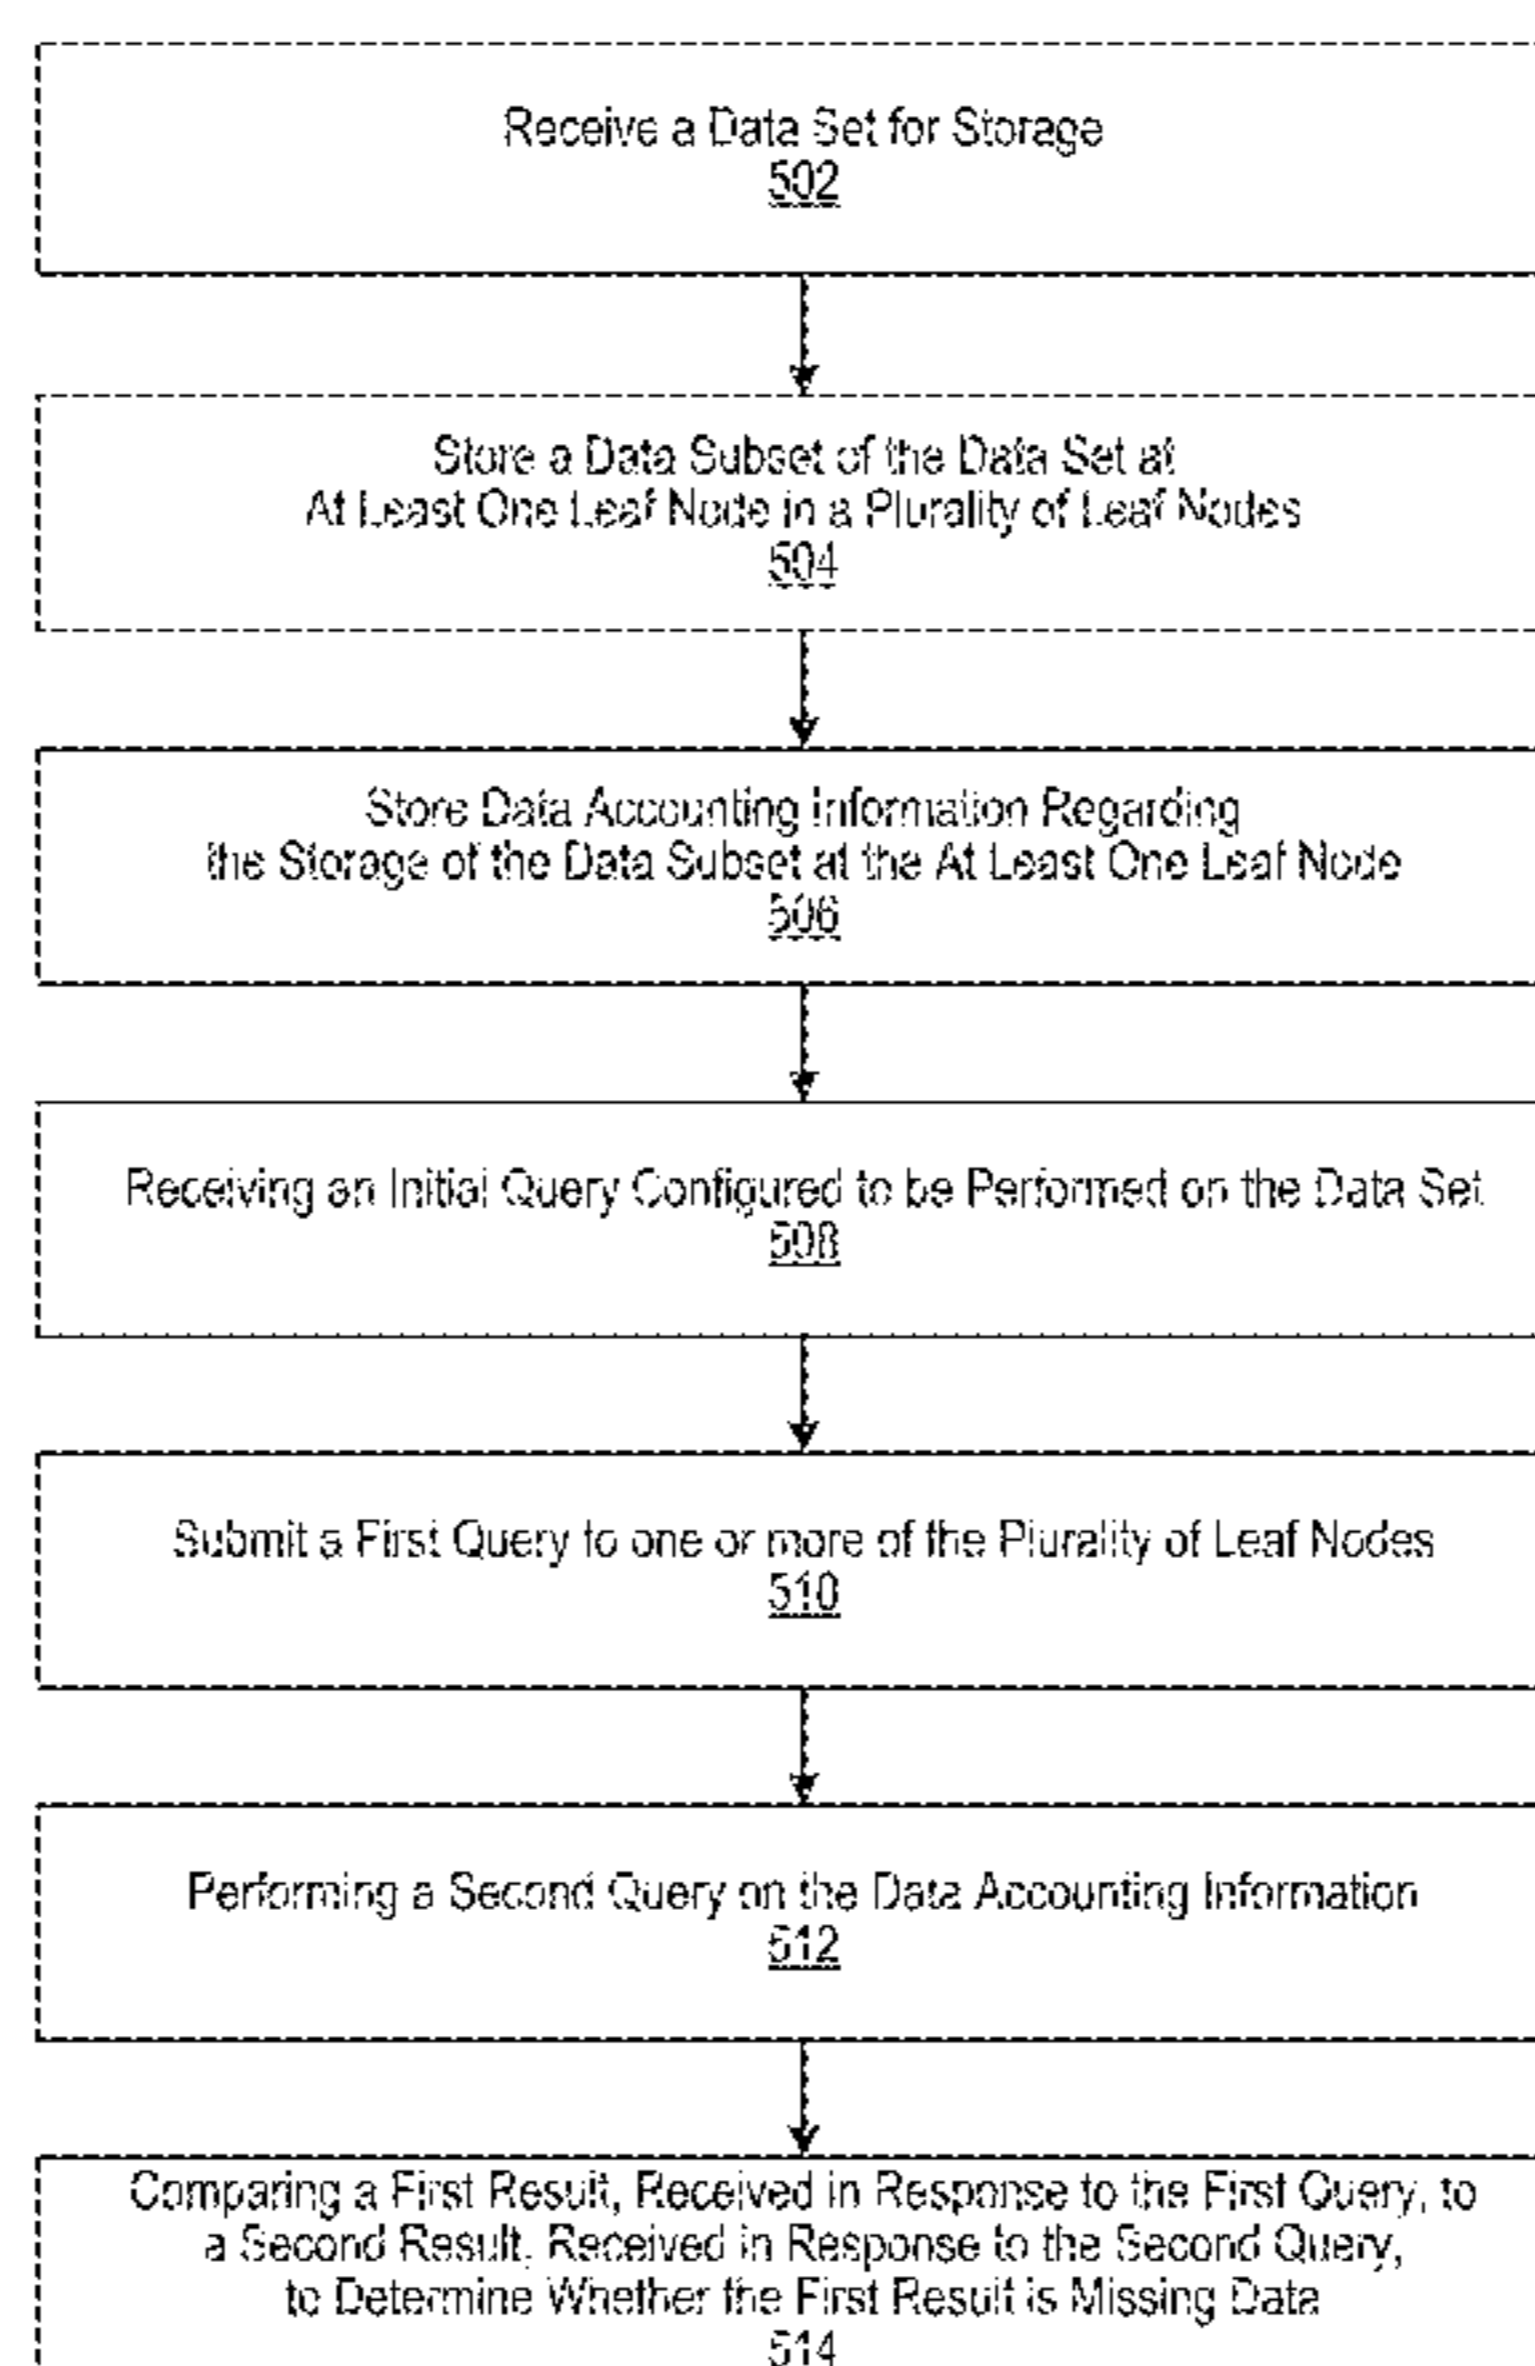 Receive a Data Set for Storage
502
Store a Data Subset of the Data Set at
At Least One Leaf Node in a Plurality of Leaf Nodes
504
Store Data Accounting Information Regarding
the Storage of the Data Subset at the At Least One Leaf Node
506
Receiving an Initial Query Configured to be Performed on the Data Set
508
Submit a First Query to one or more of the Plurality of Leaf Nodes
510
Performing a Second Query on the Data Accounting Information
512
Comparing a First Result, Received in Response to the First Query, to
a Second Result, Received in Response to the Second Query,
to Determine Whether the First Result is Missing Data
514